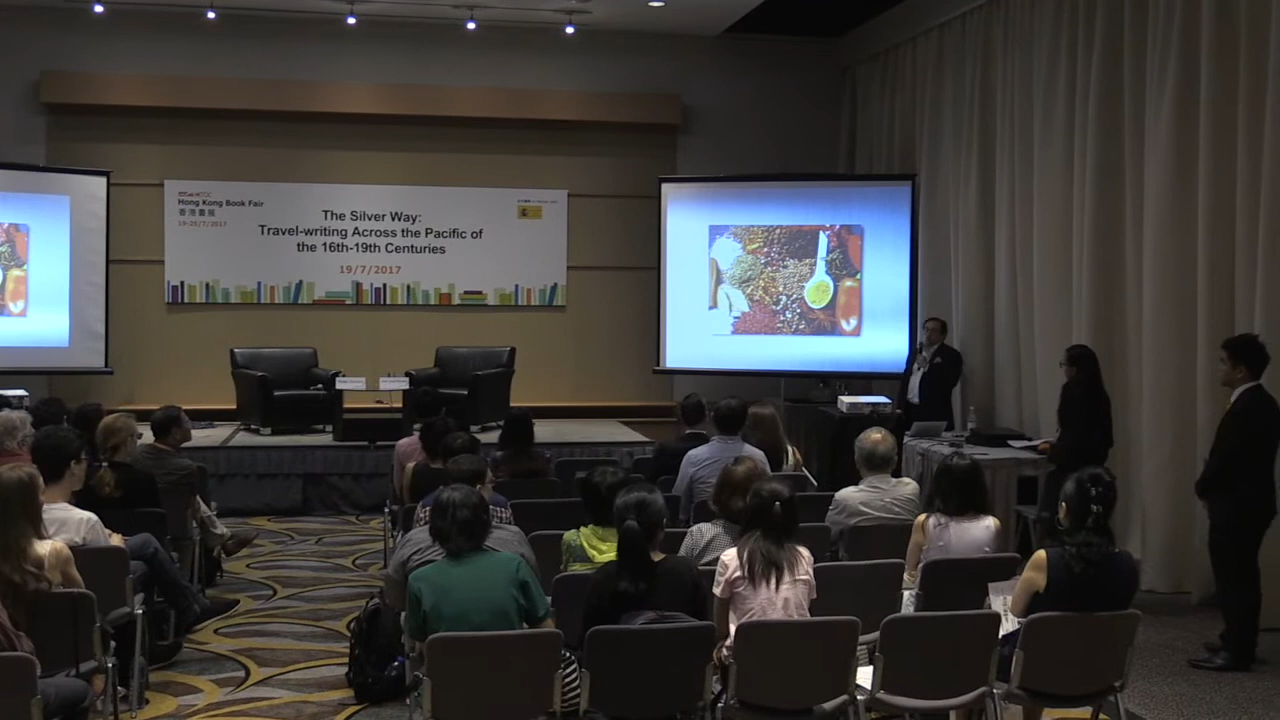 Hong Kong Book Fair
香港書展
19-25/7/2017
The Silver Way:
Travel-writing Across the Pacific of
the 16th-19th Centuries
19/7/2017